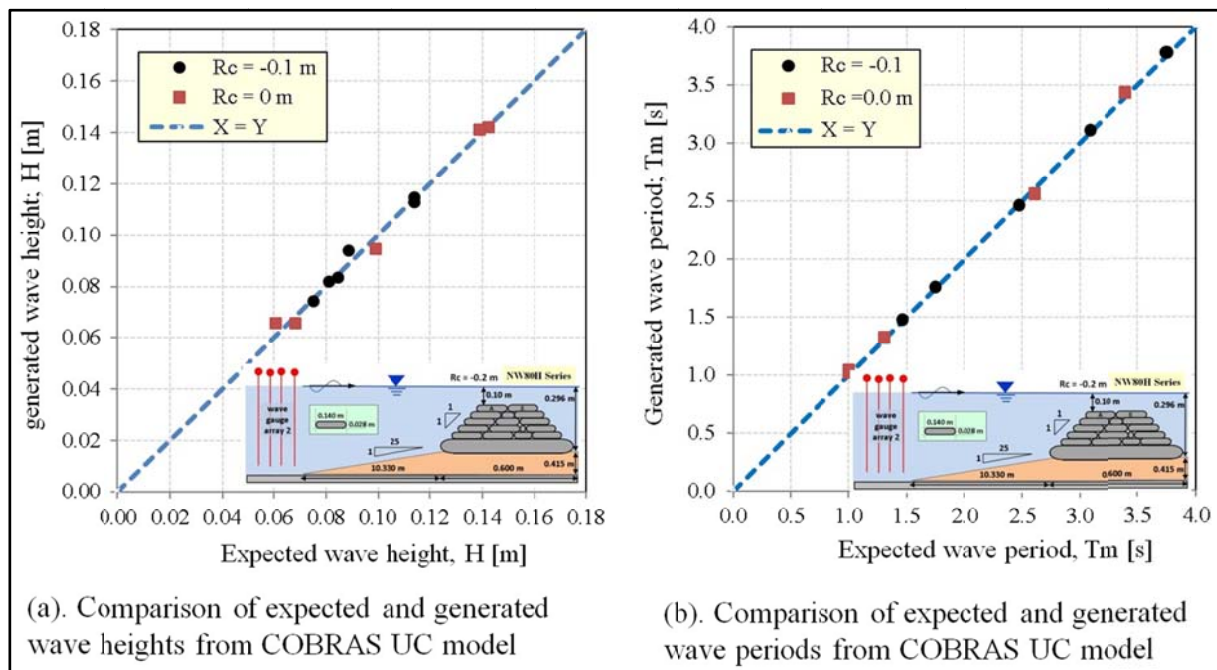 0.18
0.16
0.14
0.12
0.10
0.08
0.06
0.04
0.02
0.00
generated wave height; H [m]
Rc = -0.1 m
Rc = 0 m
X = Y
Rc = -0.2 m
NW80H Series
wave
gauge
array 2
0.140 m
0.028 m
0.10 m
0.296 m
1
1
25
1
0.415 m
10.330 m
0.600 m
0.00 0.02 0.04 0.06 0.08 0.10 0.12 0.14 0.16 0.18
Expected wave height, H [m]
(a). Comparison of expected and generated
wave heights from COBRAS UC model
4.0
3.5
3.0
2.5
2.0
1.5
1.0
0.5
0.0
Generated wave period; Tm [s]
Rc = -0.1
Rc =0.0 m
X = Y
Rc = -0.2 m
NW80H Series
wave
gauge
array 2
0.140 m
0.028 m
0.10 m
0.296 m
1
1
25
1
0.415 m
10.330 m
0.600 m
0.0 0.5 1.0 1.5 2.0 2.5 3.0 3.5 4.0
Expected wave period, Tm [s]
(b). Comparison of expected and generated
wave periods from COBRAS UC model